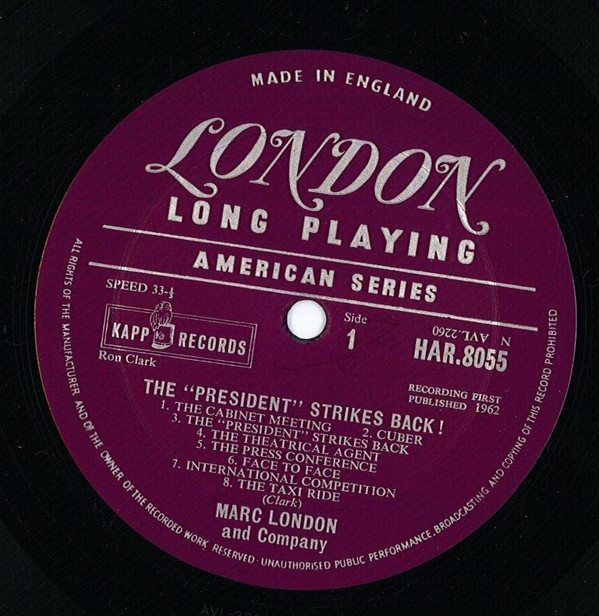 MADE IN ENGLAND
LONDON
LONG PLAYING
AMERICAN SERIES
SPEED 33-⅓
KAPP RECORDS
Ron Clark
Side
1
N
AVL.2260
HAR.8055
RECORDING FIRST
PUBLISHED 1962
THE "PRESIDENT" STRIKES BACK!
1. THE CABINET MEETING 2. CUBER
3. THE "PRESIDENT" STRIKES BACK
4. THE THEATRICAL AGENT
5. THE PRESS CONFERENCE
6. FACE TO FACE
7. INTERNATIONAL COMPETITION
8. THE TAXI RIDE
(Clark)
MARC LONDON
and Company
ALL RIGHTS OF THE MANUFACTURER AND OF THE OWNER OF THE RECORDED WORK RESERVED · UNAUTHORISED PUBLIC PERFORMANCE, BROADCASTING AND COPYING OF THIS RECORD PROHIBITED